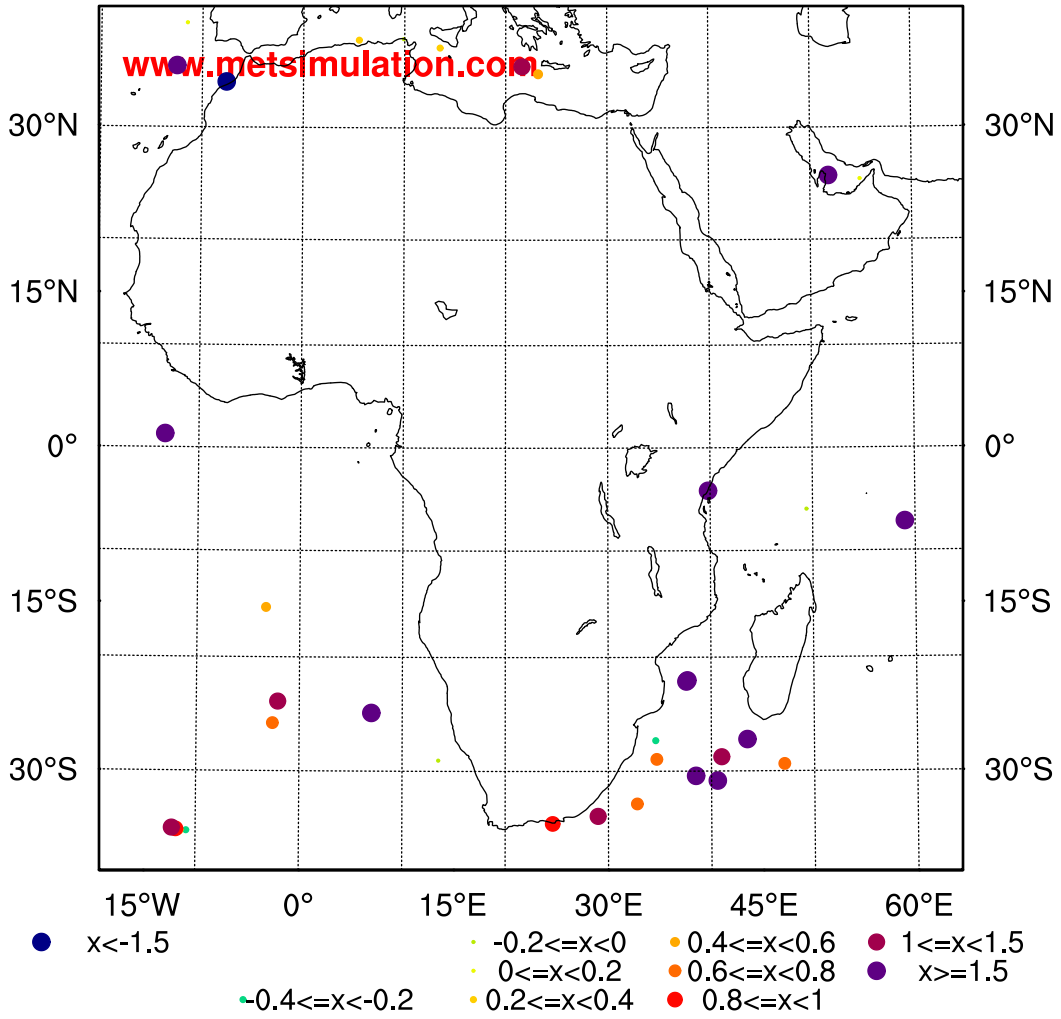 www.metsimulation.com
30°N 30°N
15°N 15°N
0° 0°
15°S 15°S
30°S 30°S
15°W 0° 15°E 30°E 45°E 60°E
x<-1.5 -0.2<=x<0 0.4<=x<0.6 1<=x<1.5
0<=x<0.2 0.6<=x<0.8 x>=1.5
-0.4<=x<-0.2 0.2<=x<0.4 0.8<=x<1